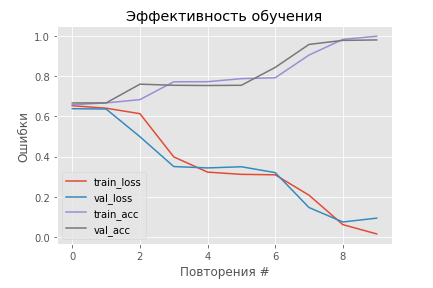 Эффективность обучения
Ошибки
1.0
0.8
0.6
0.4
0.2
0.0
train_loss
val_loss
train_acc
val_acc
0 2 4 6 8
Повторения #